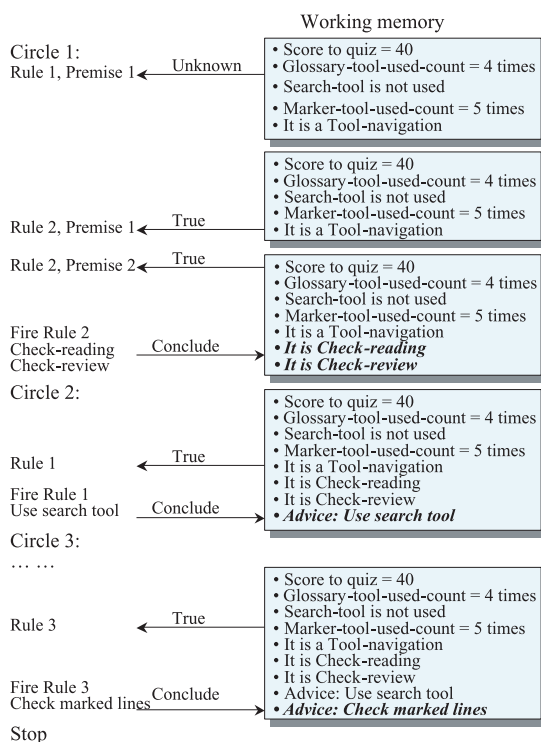 Working memory
Circle 1:
Rule 1, Premise 1
Unknown
• Score to quiz = 40
• Glossary-tool-used-count = 4 times
• Search-tool is not used
• Marker-tool-used-count = 5 times
• It is a Tool-navigation
• Score to quiz = 40
• Glossary-tool-used-count = 4 times
• Search-tool is not used
• Marker-tool-used-count = 5 times
• It is a Tool-navigation
Rule 2, Premise 1
True
Rule 2, Premise 2
True
• Score to quiz = 40
• Glossary-tool-used-count = 4 times
• Search-tool is not used
• Marker-tool-used-count = 5 times
• It is a Tool-navigation
• It is Check-reading
• It is Check-review
Fire Rule 2
Check-reading
Check-review
Conclude
Circle 2:
• Score to quiz = 40
• Glossary-tool-used-count = 4 times
• Search-tool is not used
• Marker-tool-used-count = 5 times
• It is a Tool-navigation
• It is Check-reading
• It is Check-review
• Advice: Use search tool
Rule 1
True
Fire Rule 1
Use search tool
Conclude
Circle 3:
... ...
• Score to quiz = 40
• Glossary-tool-used-count = 4 times
• Search-tool is not used
• Marker-tool-used-count = 5 times
• It is a Tool-navigation
• It is Check-reading
• It is Check-review
• Advice: Use search tool
• Advice: Check marked lines
Rule 3
True
Fire Rule 3
Check marked lines
Conclude
Stop